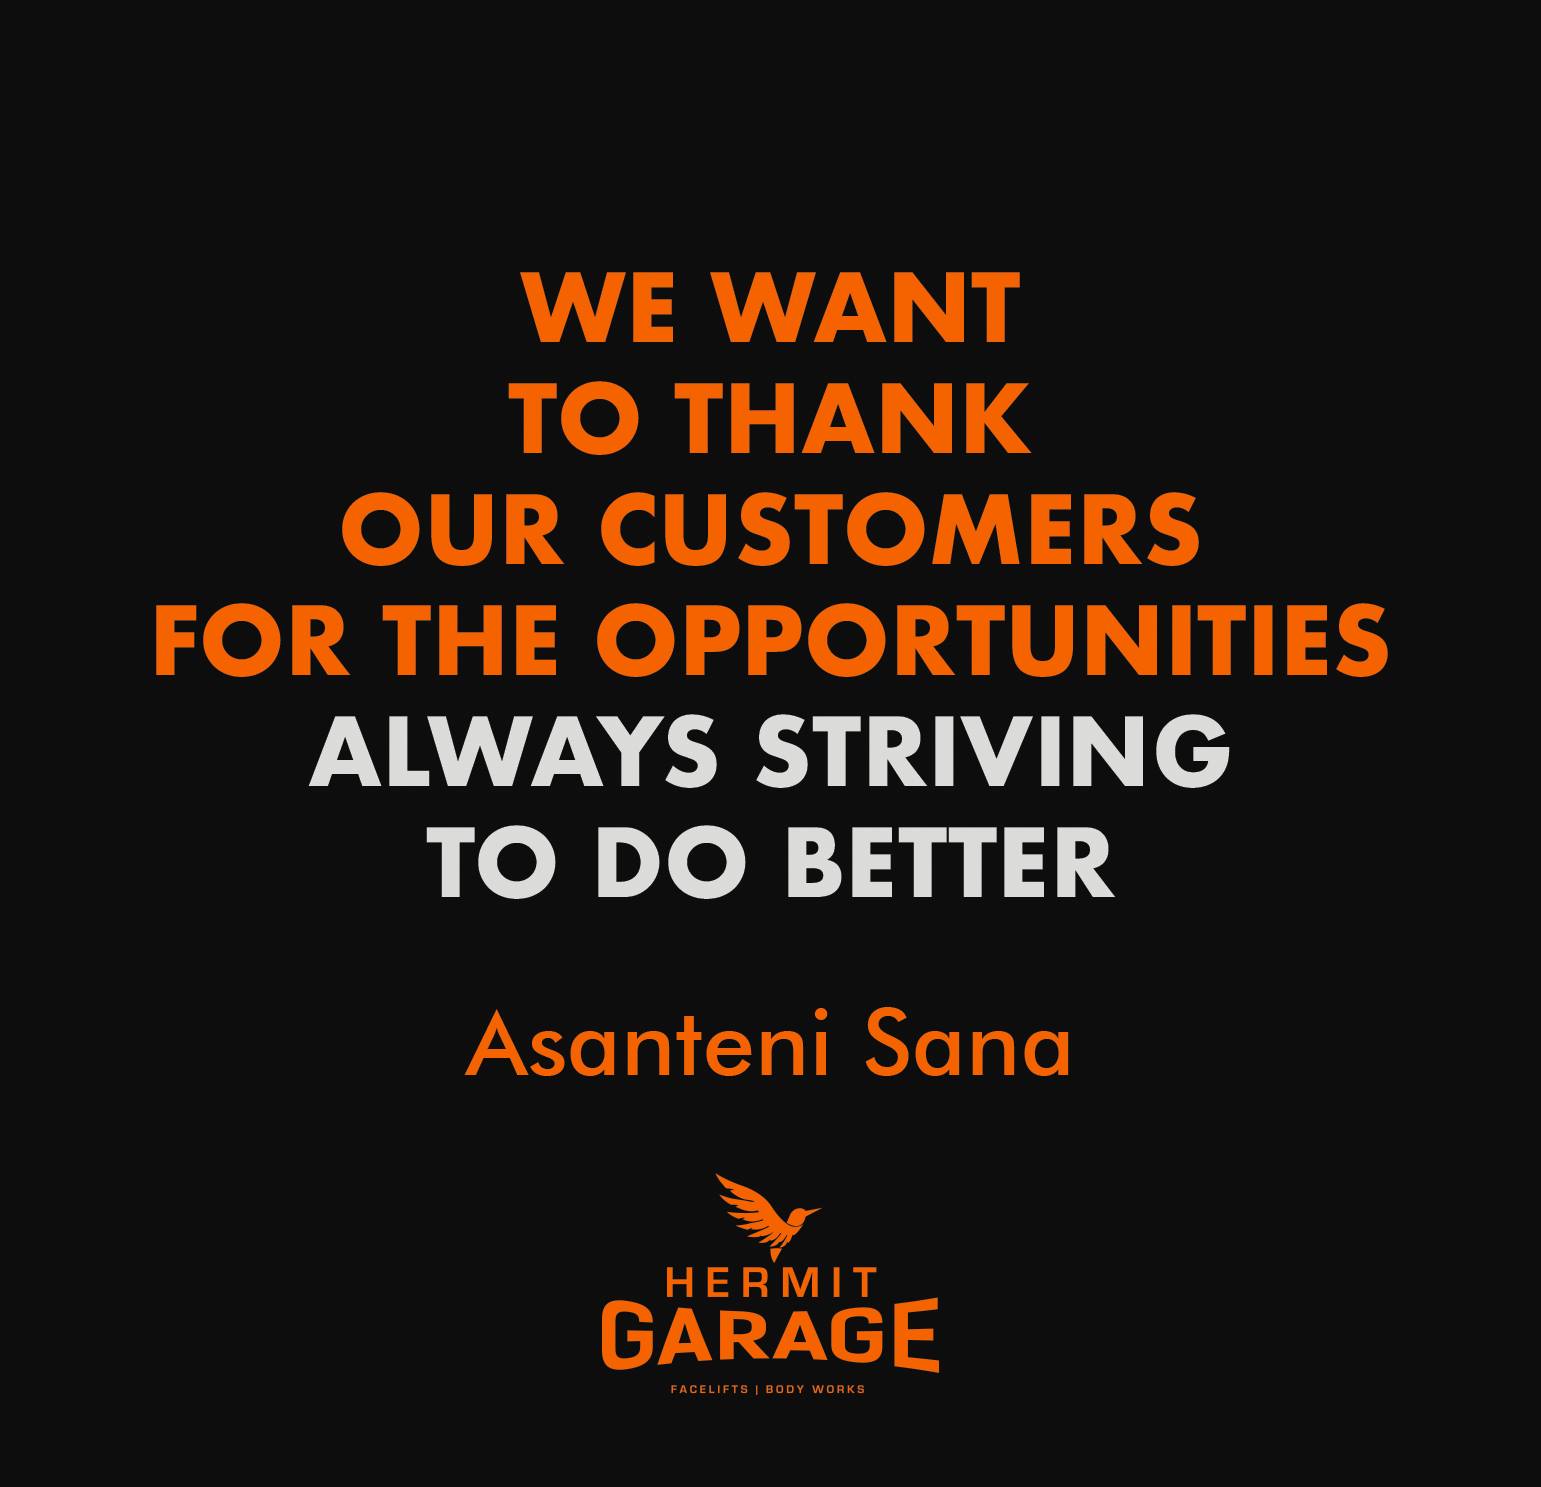 WE WANT
TO THANK
OUR CUSTOMERS
FOR THE OPPORTUNITIES
ALWAYS STRIVING
TO DO BETTER
Asanteni Sana
HERMIT
GARAGE
FACELIFTS | BODY WORKS